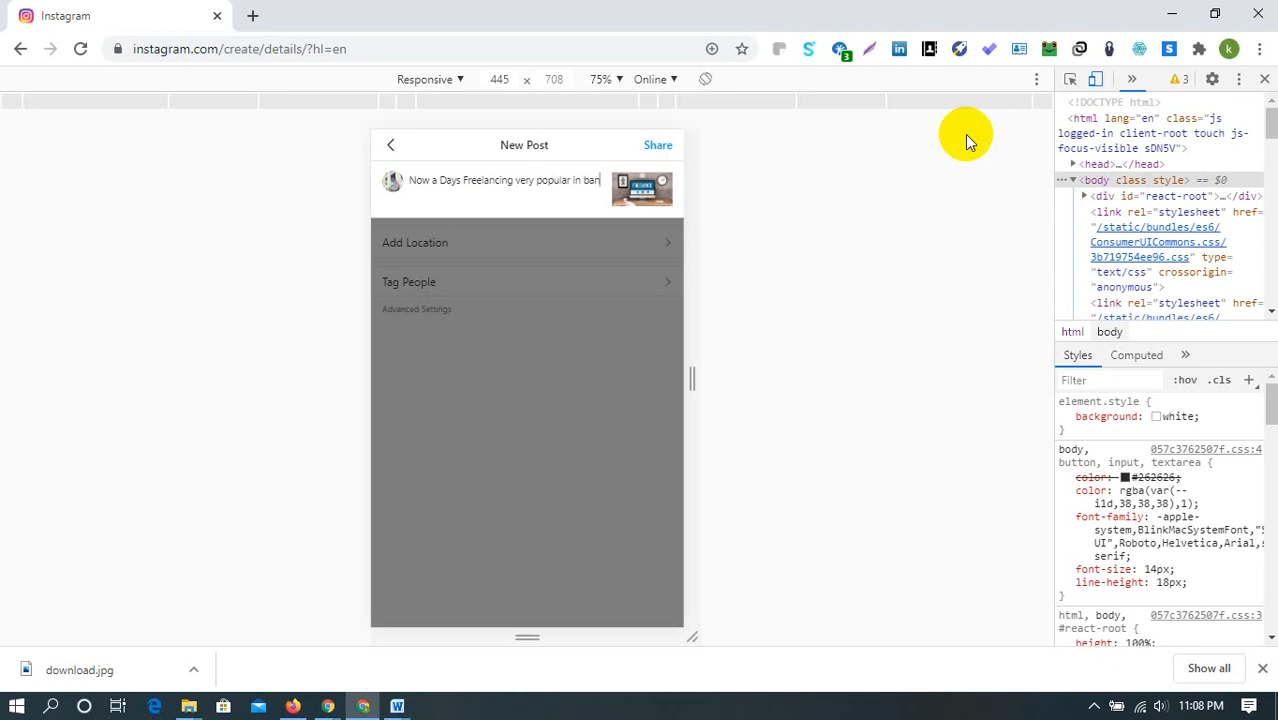 Instagram
instagram.com/create/details/?hl=en
3
k
Responsive 445 × 708 75% Online
3
New Post
Share
Now a Days Freelancing very popular in ban
Add Location
Tag People
Advanced Settings
<!DOCTYPE html>
<html lang="en" class="js
logged-in client-root touch js-
focus-visible sDN5V">
<head>…</head>
<body class style> == $0
<div id="react-root">…</div>
<link rel="stylesheet" href=
"/static/bundles/es6/
ConsumerUICommons.css/
3b719754ee96.css" type=
"text/css" crossorigin=
"anonymous">
<link rel="stylesheet" href=
"/static/bundles/es6/
html body
Styles Computed
Filter :hov .cls
element.style {
background: white;
}
body, 057c3762507f.css:4
button, input, textarea {
color: #262626;
color: rgba(var(--
i1d,38,38,38),1);
font-family: -apple-
system,BlinkMacSystemFont,"S
UI",Roboto,Helvetica,Arial,s
serif;
font-size: 14px;
line-height: 18px;
}
html, body, 057c3762507f.css:3
#react-root {
height: 100%;
download.jpg
Show all
11:08 PM